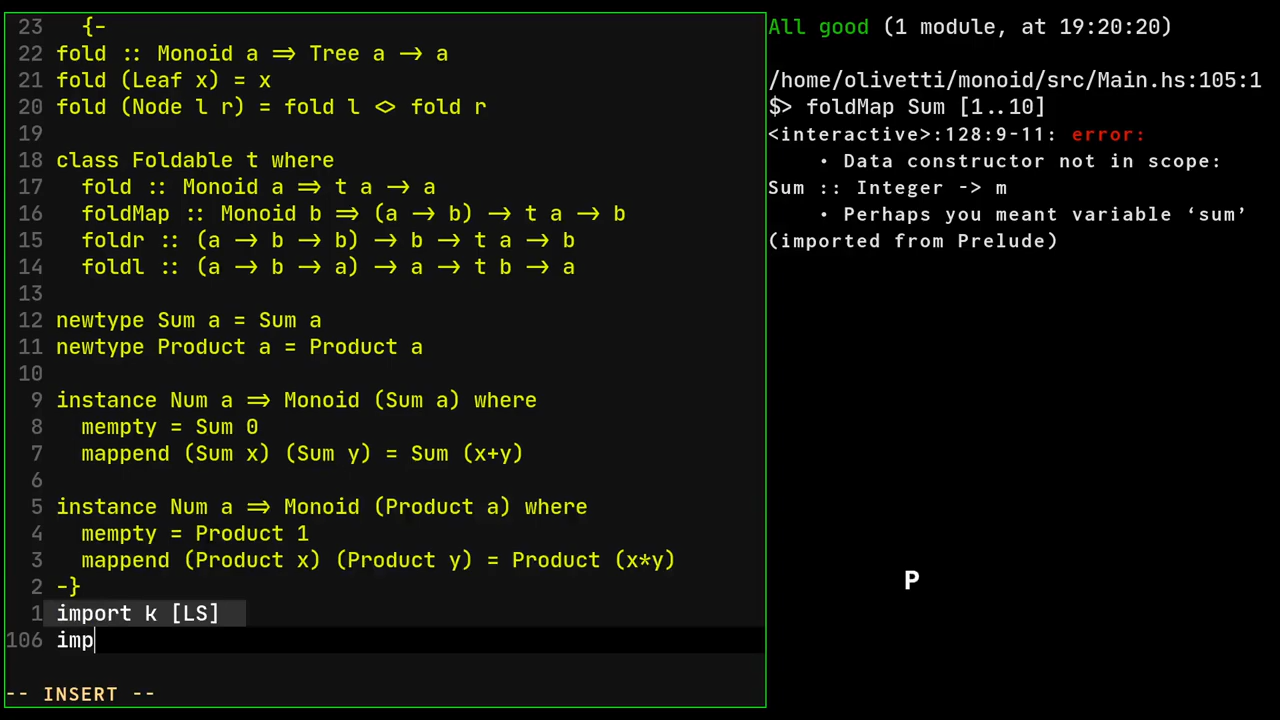 23   {-
22 fold :: Monoid a => Tree a -> a
21 fold (Leaf x) = x
20 fold (Node l r) = fold l <> fold r
19
18 class Foldable t where
17   fold :: Monoid a => t a -> a
16   foldMap :: Monoid b => (a -> b) -> t a -> b
15   foldr :: (a -> b -> b) -> b -> t a -> b
14   foldl :: (a -> b -> a) -> a -> t b -> a
13
12 newtype Sum a = Sum a
11 newtype Product a = Product a
10
9 instance Num a => Monoid (Sum a) where
8   mempty = Sum 0
7   mappend (Sum x) (Sum y) = Sum (x+y)
6
5 instance Num a => Monoid (Product a) where
4   mempty = Product 1
3   mappend (Product x) (Product y) = Product (x*y)
2 -}
1 import k [LS]
106 imp
-- INSERT --
All good (1 module, at 19:20:20)
/home/olivetti/monoid/src/Main.hs:105:1
$> foldMap Sum [1..10]
<interactive>:128:9-11: error:
    • Data constructor not in scope:
Sum :: Integer -> m
    • Perhaps you meant variable ‘sum’
(imported from Prelude)
P